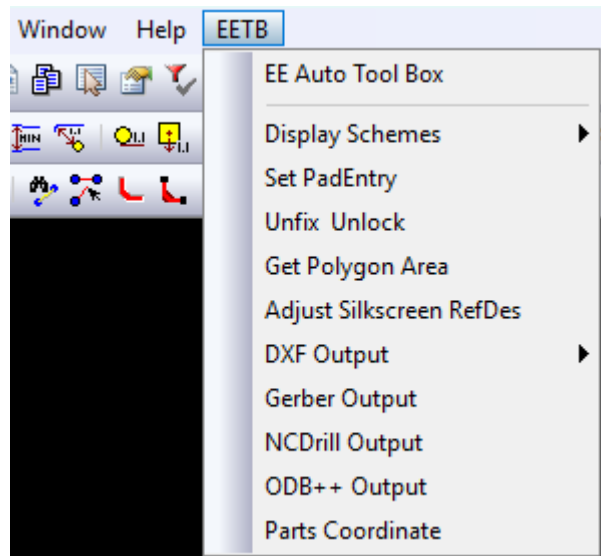 Window Help EETB
EE Auto Tool Box
Display Schemes
Set PadEntry
Unfix Unlock
Get Polygon Area
Adjust Silkscreen RefDes
DXF Output
Gerber Output
NCDrill Output
ODB++ Output
Parts Coordinate